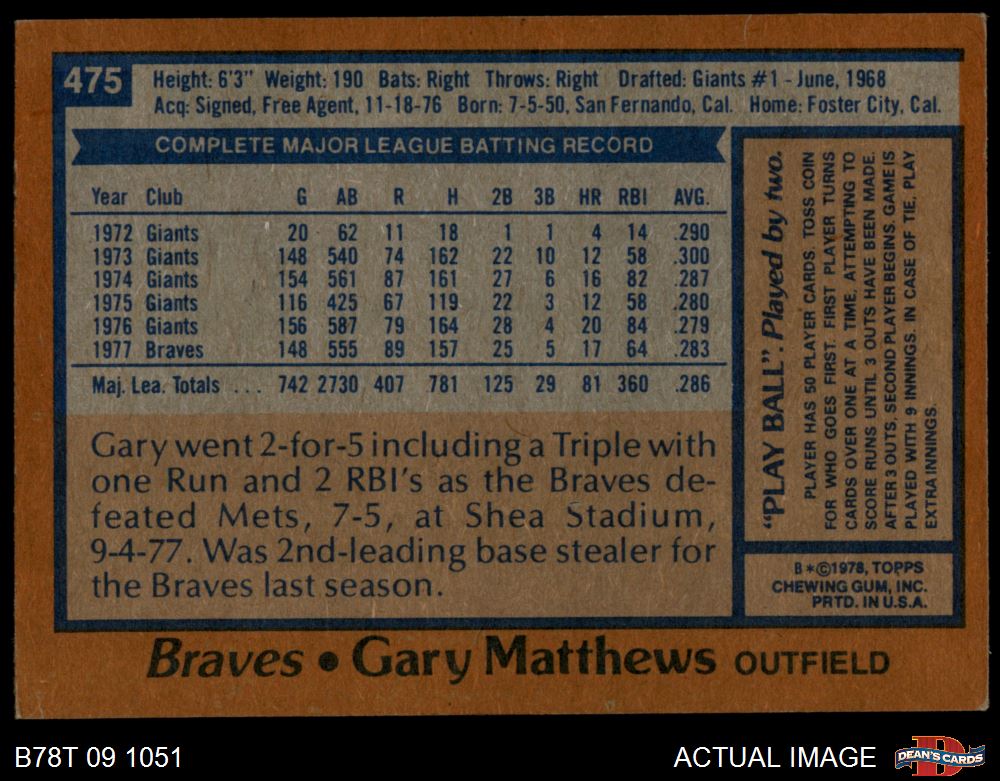 475
Height: 6'3" Weight: 190 Bats: Right Throws: Right Drafted: Giants #1 - June, 1968
Acq: Signed, Free Agent, 11-18-76 Born: 7-5-50, San Fernando, Cal. Home: Foster City, Cal.
COMPLETE MAJOR LEAGUE BATTING RECORD
Year Club G AB R H 2B 3B HR RBI AVG.
1972 Giants 20 62 11 18 1 1 4 14 .290
1973 Giants 148 540 74 162 22 10 12 58 .300
1974 Giants 154 561 87 161 27 6 16 82 .287
1975 Giants 116 425 67 119 22 3 12 58 .280
1976 Giants 156 587 79 164 28 4 20 84 .279
1977 Braves 148 555 89 157 25 5 17 64 .283
Maj. Lea. Totals ... 742 2730 407 781 125 29 81 360 .286
Gary went 2-for-5 including a Triple with
one Run and 2 RBI's as the Braves de-
feated Mets, 7-5, at Shea Stadium,
9-4-77. Was 2nd-leading base stealer for
the Braves last season.
"PLAY BALL". Played by two.
PLAYER HAS 50 PLAYER CARDS. TOSS COIN
FOR WHO GOES FIRST. FIRST PLAYER TURNS
CARDS OVER ONE AT A TIME, ATTEMPTING TO
SCORE RUNS UNTIL 3 OUTS HAVE BEEN MADE.
AFTER 3 OUTS, SECOND PLAYER BEGINS. GAME IS
PLAYED WITH 9 INNINGS. IN CASE OF TIE, PLAY
EXTRA INNINGS.
B*©1978, TOPPS
CHEWING GUM, INC.
PRTD. IN U.S.A.
Braves • Gary Matthews OUTFIELD
B78T 09 1051
ACTUAL IMAGE
D
DEAN'S CARDS